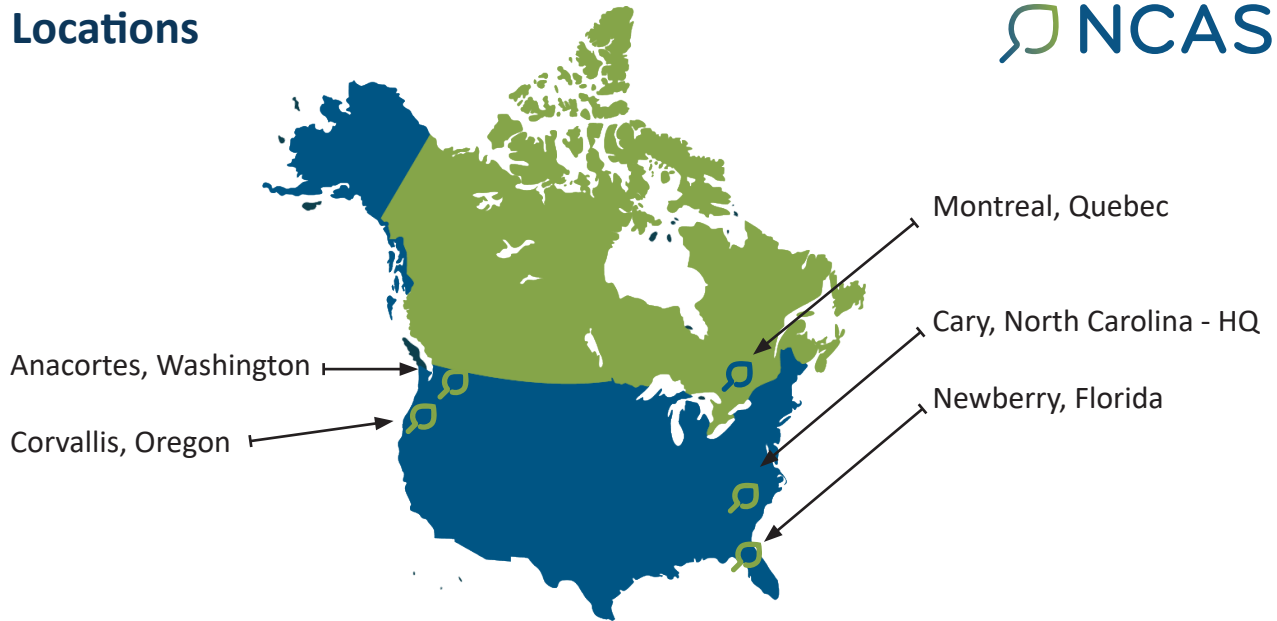 Locations
NCAS
Montreal, Quebec
Cary, North Carolina - HQ
Anacortes, Washington
Newberry, Florida
Corvallis, Oregon